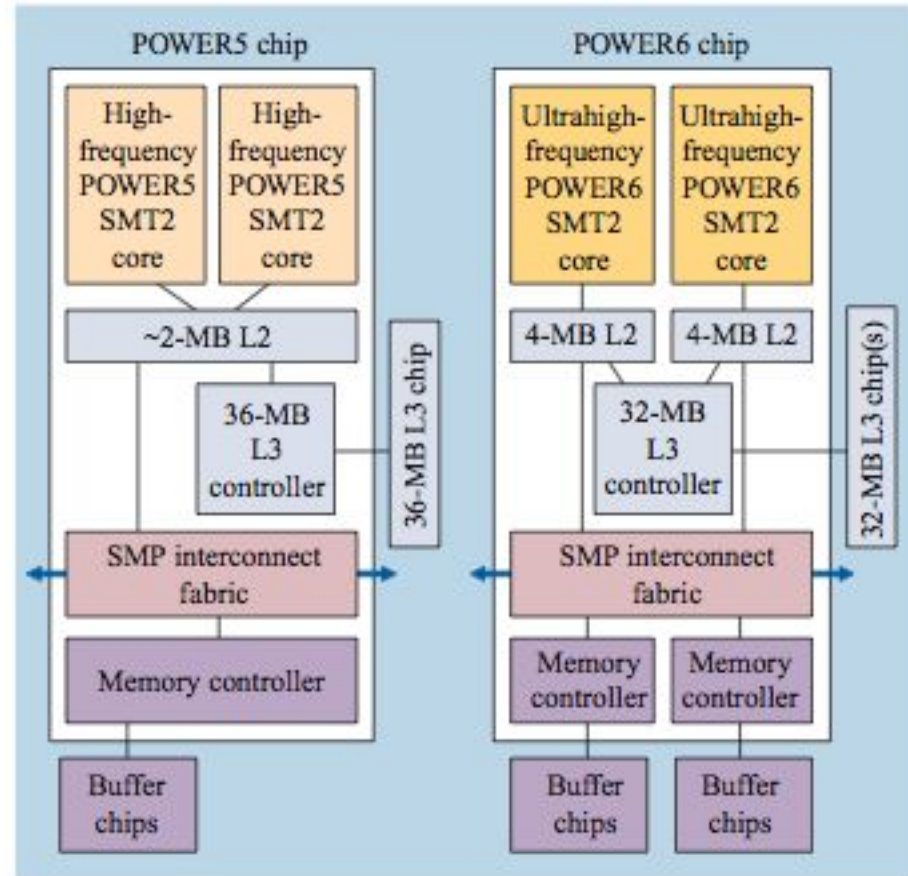 POWER5 chip
High-
frequency
POWER5
SMT2
core
High-
frequency
POWER5
SMT2
core
~2-MB L2
36-MB
L3
controller
36-MB L3 chip
SMP interconnect
fabric
Memory controller
Buffer
chips
POWER6 chip
Ultrahigh-
frequency
POWER6
SMT2
core
Ultrahigh-
frequency
POWER6
SMT2
core
4-MB L2
4-MB L2
32-MB
L3
controller
32-MB L3 chip(s)
SMP interconnect
fabric
Memory
controller
Memory
controller
Buffer
chips
Buffer
chips